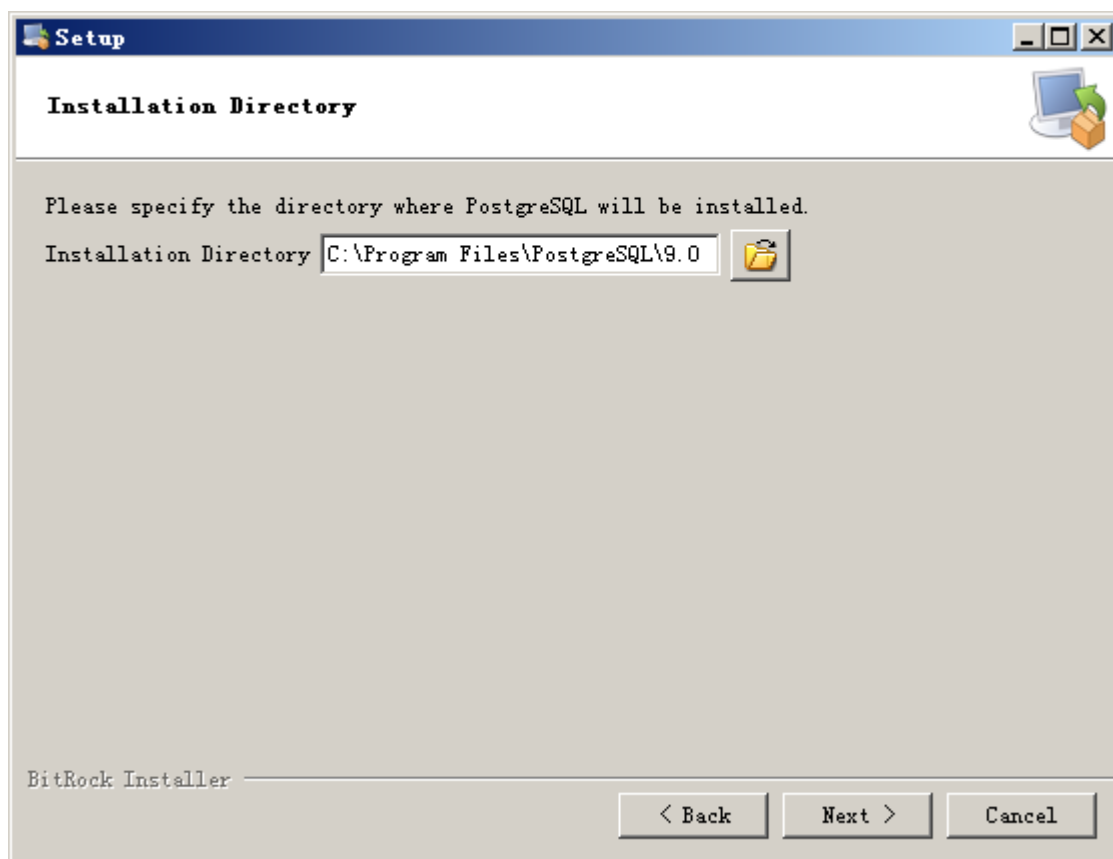 Setup
Installation Directory
Please specify the directory where PostgreSQL will be installed.
Installation Directory C:\Program Files\PostgreSQL\9.0
BitRock Installer
< Back Next > Cancel